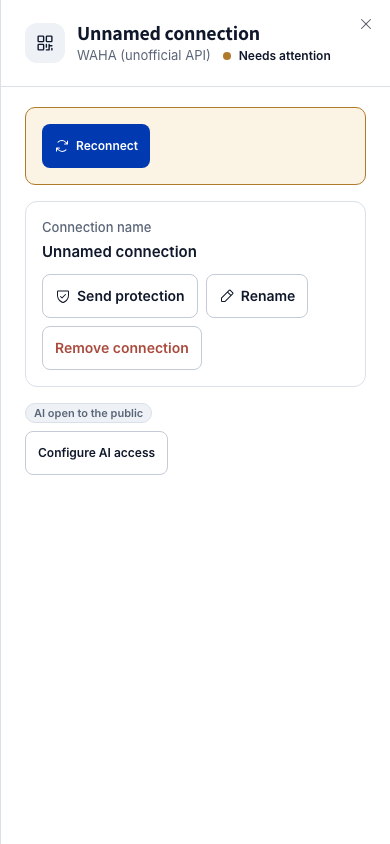 Unnamed connection
WAHA (unofficial API) Needs attention
Reconnect
Connection name
Unnamed connection
Send protection Rename
Remove connection
AI open to the public
Configure AI access